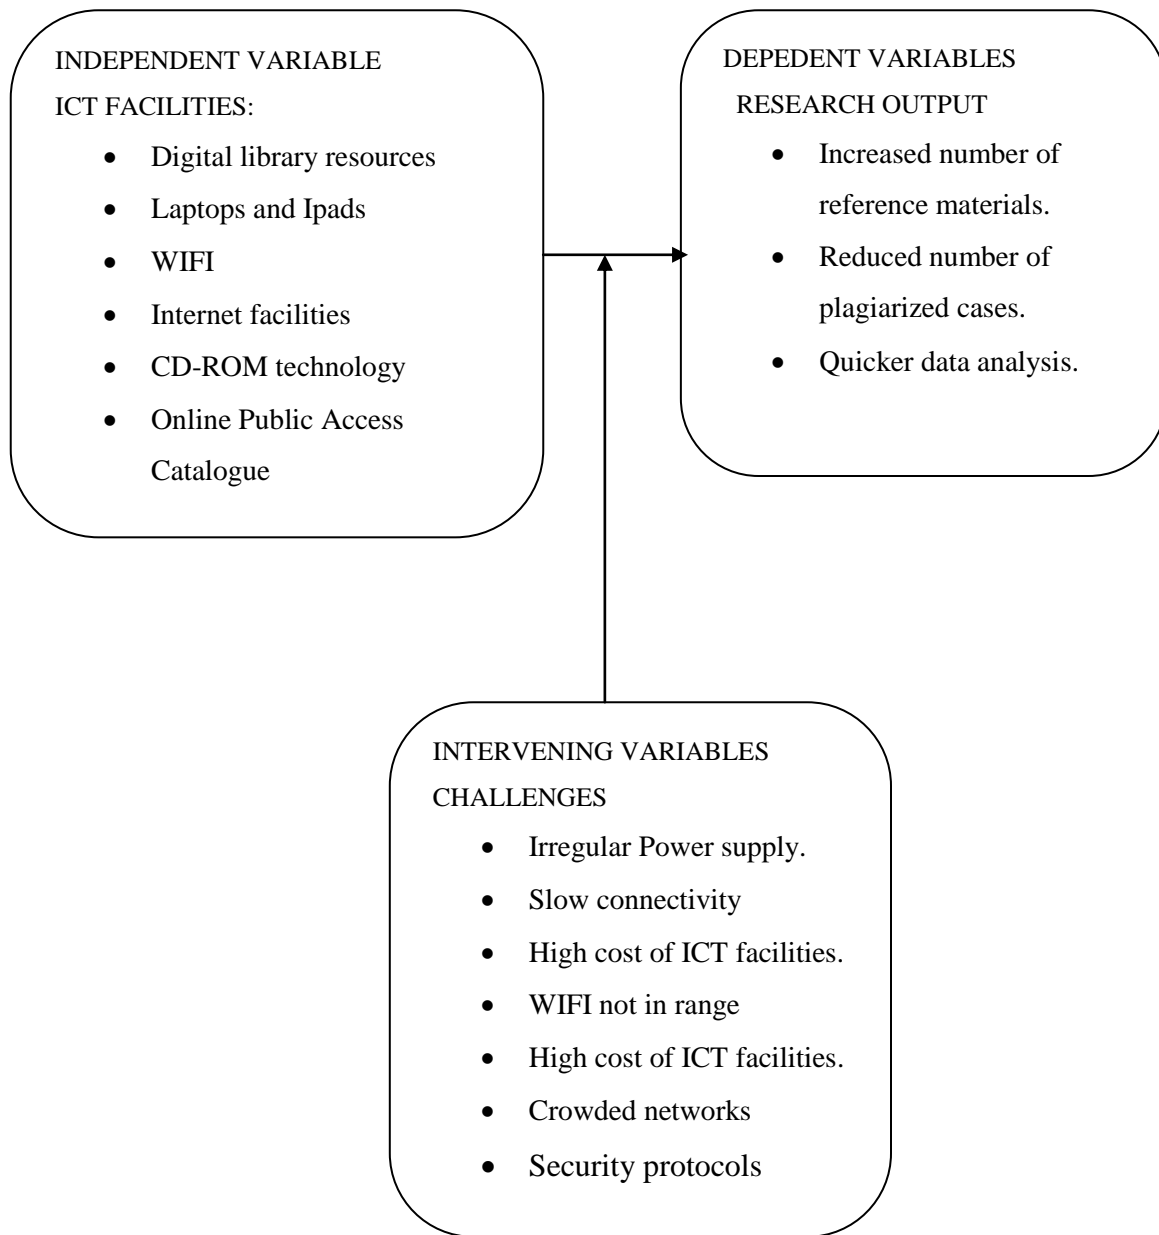 INDEPENDENT VARIABLE
ICT FACILITIES:
• Digital library resources
• Laptops and Ipads
• WIFI
• Internet facilities
• CD-ROM technology
• Online Public Access
Catalogue
DEPEDENT VARIABLES
RESEARCH OUTPUT
• Increased number of
reference materials.
• Reduced number of
plagiarized cases.
• Quicker data analysis.
INTERVENING VARIABLES
CHALLENGES
• Irregular Power supply.
• Slow connectivity
• High cost of ICT facilities.
• WIFI not in range
• High cost of ICT facilities.
• Crowded networks
• Security protocols